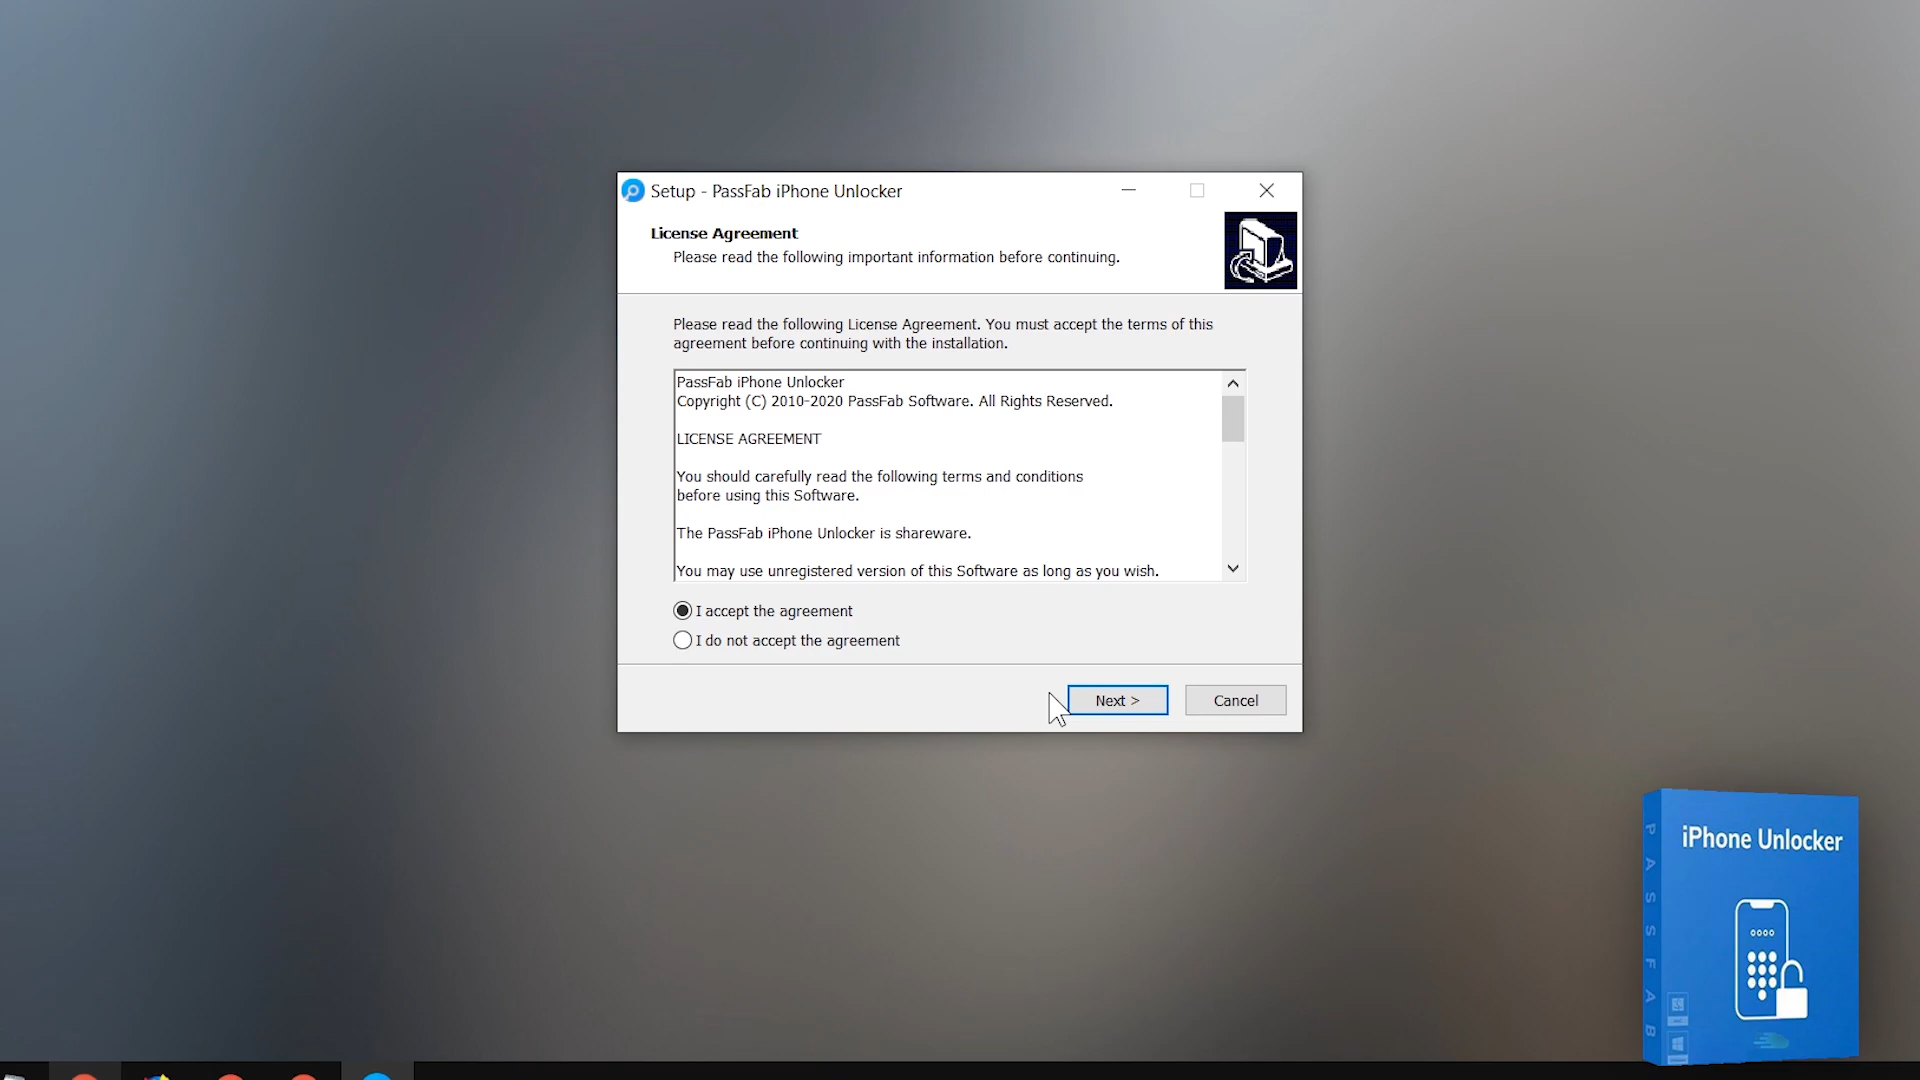 Setup - PassFab iPhone Unlocker
License Agreement
Please read the following important information before continuing.
Please read the following License Agreement. You must accept the terms of this
agreement before continuing with the installation.
PassFab iPhone Unlocker
Copyright (C) 2010-2020 PassFab Software. All Rights Reserved.
LICENSE AGREEMENT
You should carefully read the following terms and conditions
before using this Software.
The PassFab iPhone Unlocker is shareware.
You may use unregistered version of this Software as long as you wish.
I accept the agreement
I do not accept the agreement
Next >
Cancel
iPhone Unlocker
PASSFAB